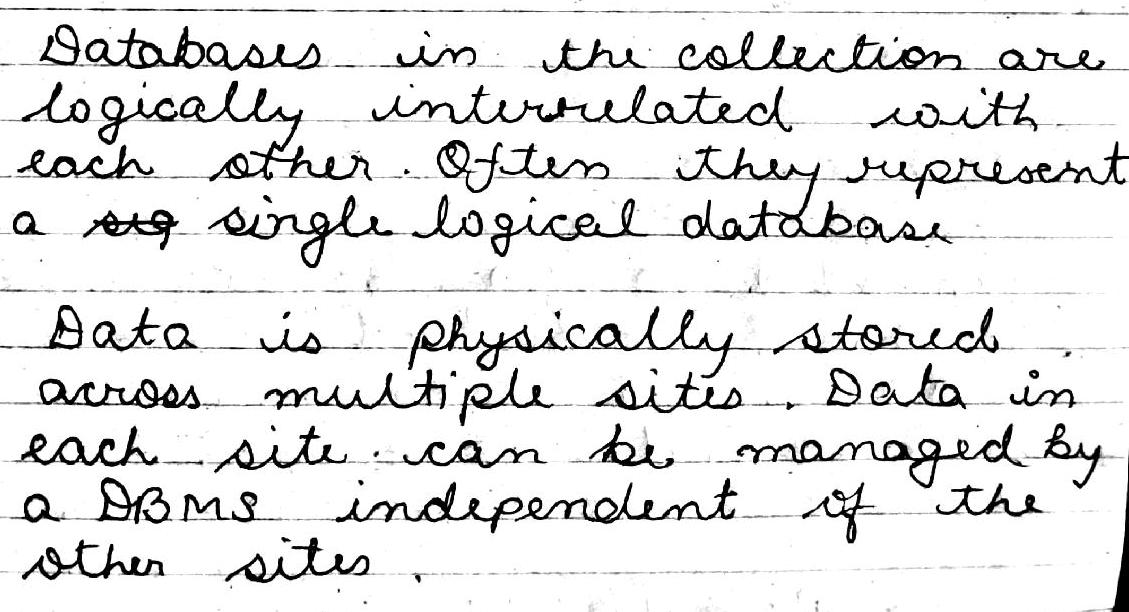 Databases in the collection are
logically interrelated with
each other. Often they represent
a single logical database
Data is physically stored
across multiple sites. Data in
each site can be managed by
a DBMS independent of the
other sites.